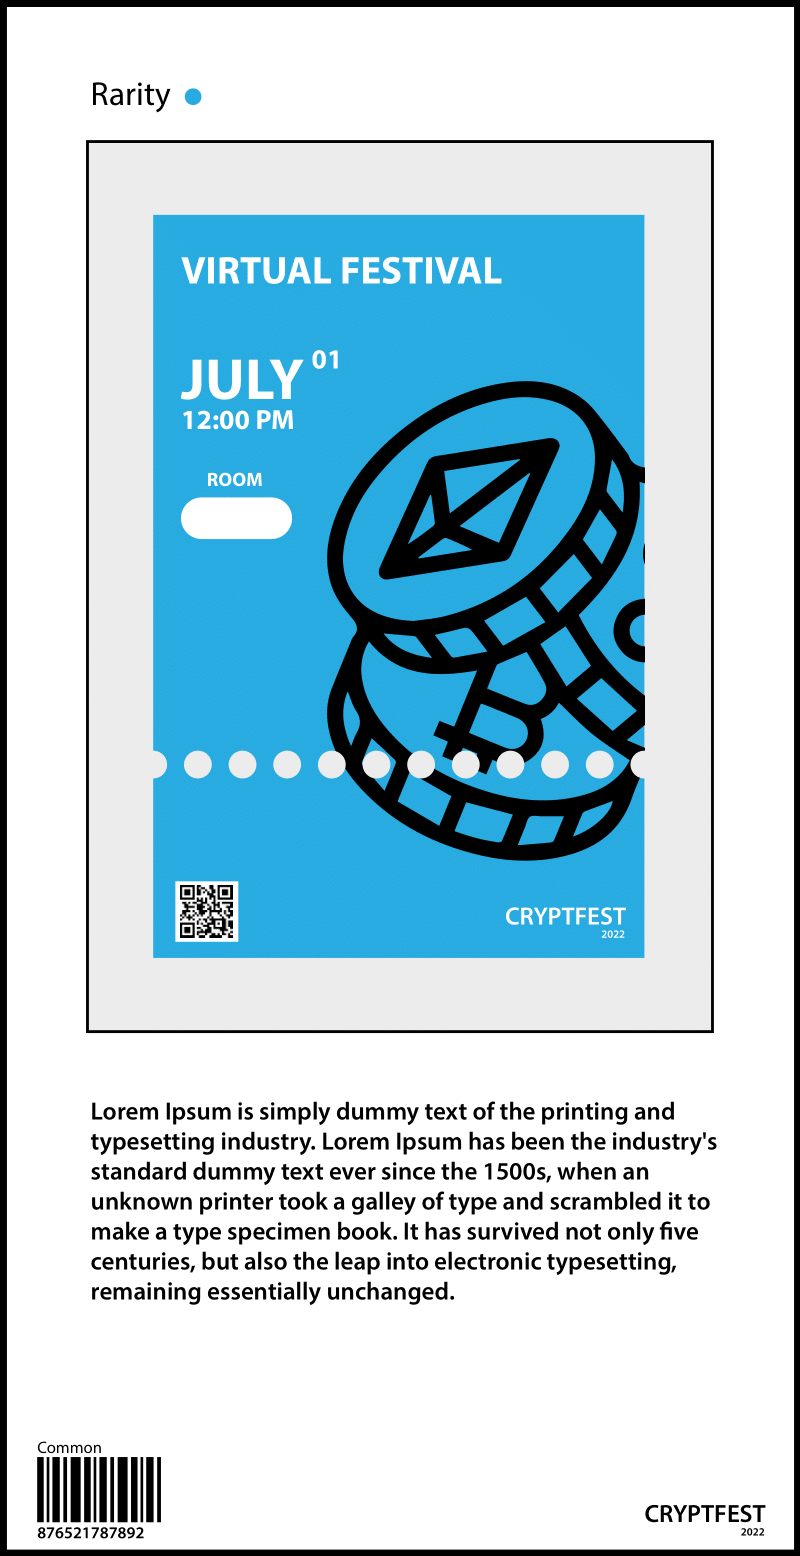 Rarity
VIRTUAL FESTIVAL
JULY 01
12:00 PM
ROOM
CRYPTFEST
2022
Lorem Ipsum is simply dummy text of the printing and
typesetting industry. Lorem Ipsum has been the industry's
standard dummy text ever since the 1500s, when an
unknown printer took a galley of type and scrambled it to
make a type specimen book. It has survived not only five
centuries, but also the leap into electronic typesetting,
remaining essentially unchanged.
Common
876521787892
CRYPTFEST
2022